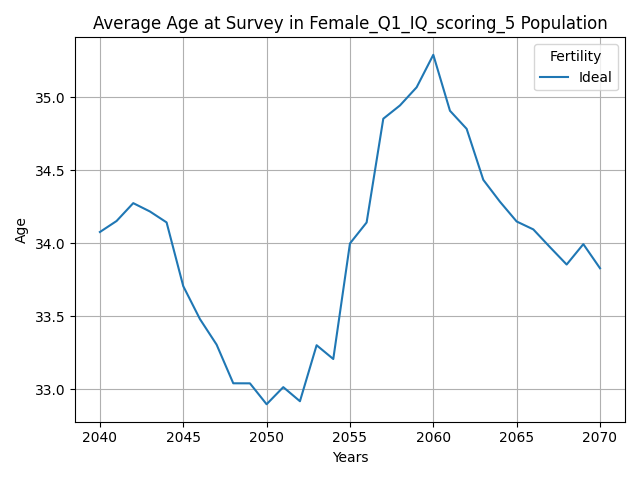 Average Age at Survey in Female_Q1_IQ_scoring_5 Population
Fertility
Ideal
35.0
34.5
34.0
33.5
33.0
Age
2040 2045 2050 2055 2060 2065 2070
Years